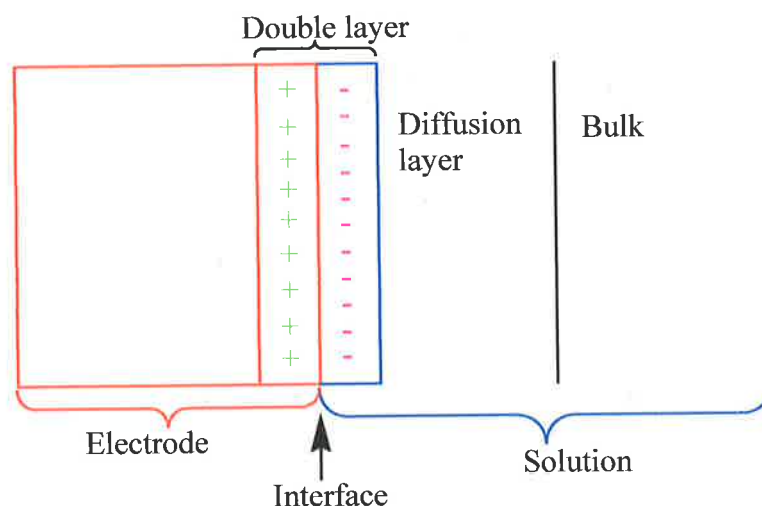 Double layer
+ -
+ -
+ -
+ -
+ -
+ -
+ -
+ -
+ -
-
-
Diffusion
layer
Bulk
Electrode
Solution
Interface